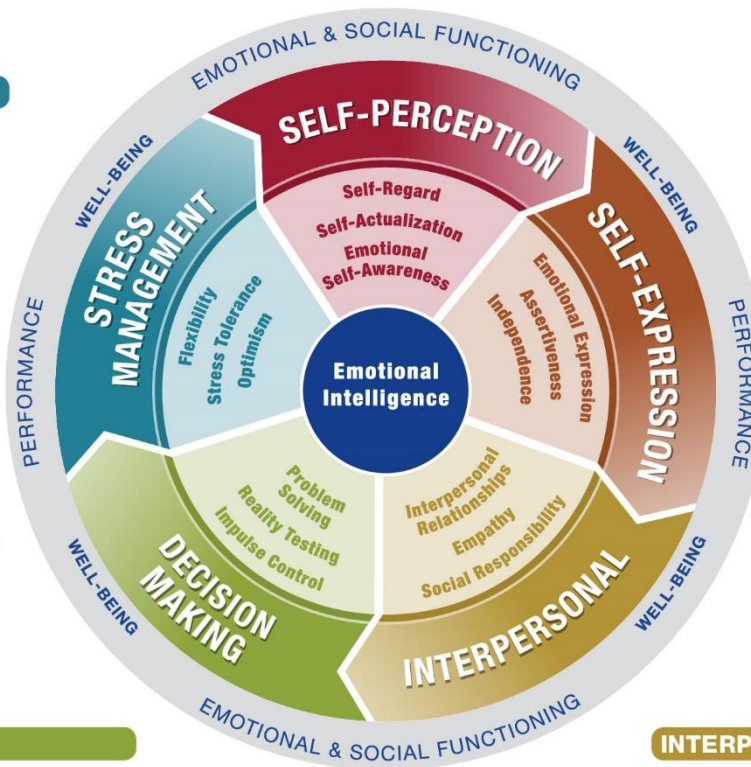 EMOTIONAL & SOCIAL FUNCTIONING
WELL-BEING
WELL-BEING
PERFORMANCE
PERFORMANCE
SELF-PERCEPTION
Self-Regard
Self-Actualization
Emotional
Self-Awareness
SELF-EXPRESSION
Emotional Expression
Assertiveness
Independence
STRESS
MANAGEMENT
Flexibility
Stress Tolerance
Optimism
Emotional
Intelligence
INTERPERSONAL
Interpersonal
Relationships
Empathy
Social Responsibility
DECISION
MAKING
Problem
Solving
Reality Testing
Impulse Control
WELL-BEING
WELL-BEING
EMOTIONAL & SOCIAL FUNCTIONING
INTERP